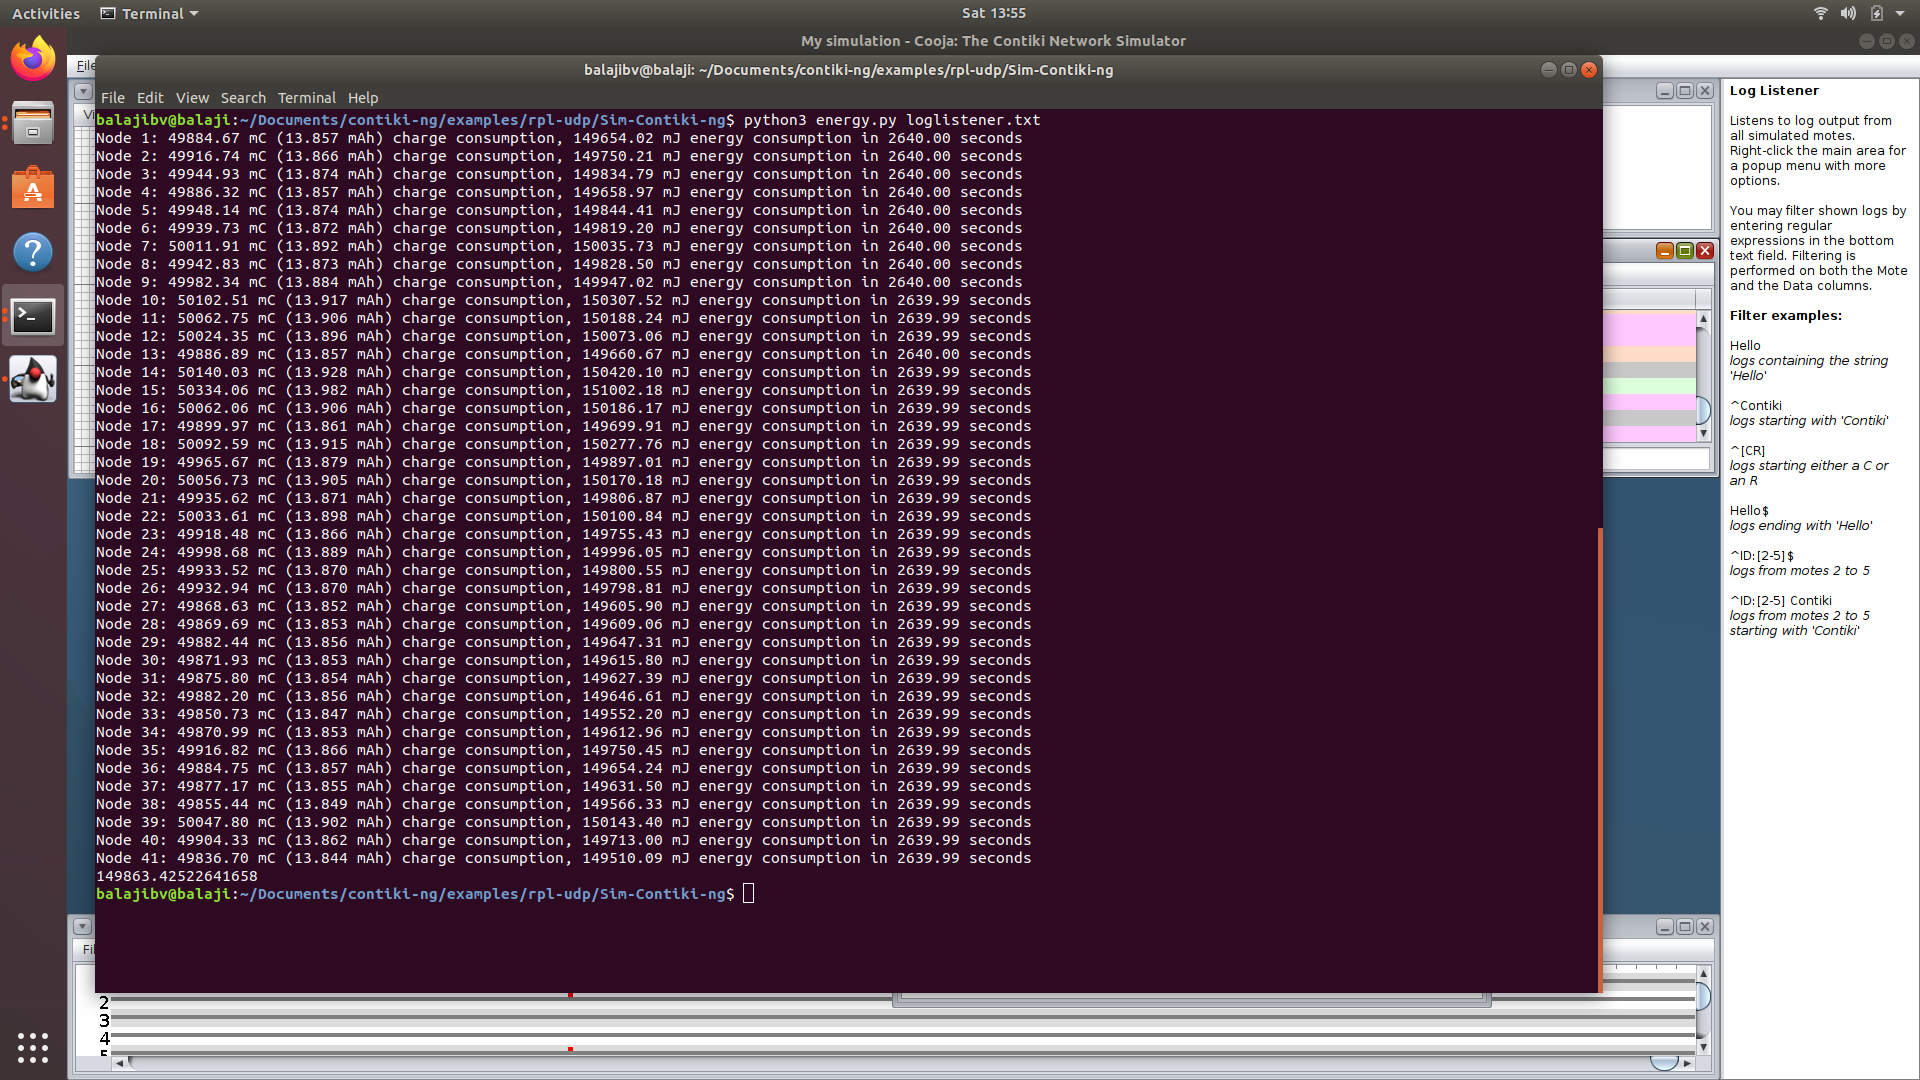 Activities
Terminal
Sat 13:55
My simulation - Cooja: The Contiki Network Simulator
File
balajibv@balaji: ~/Documents/contiki-ng/examples/rpl-udp/Sim-Contiki-ng
File Edit View Search Terminal Help
balajibv@balaji:~/Documents/contiki-ng/examples/rpl-udp/Sim-Contiki-ng$ python3 energy.py loglistener.txt
Node 1: 49884.67 mC (13.857 mAh) charge consumption, 149654.02 mJ energy consumption in 2640.00 seconds
Node 2: 49916.74 mC (13.866 mAh) charge consumption, 149750.21 mJ energy consumption in 2640.00 seconds
Node 3: 49944.93 mC (13.874 mAh) charge consumption, 149834.79 mJ energy consumption in 2640.00 seconds
Node 4: 49886.32 mC (13.857 mAh) charge consumption, 149658.97 mJ energy consumption in 2640.00 seconds
Node 5: 49948.14 mC (13.874 mAh) charge consumption, 149844.41 mJ energy consumption in 2640.00 seconds
Node 6: 49939.73 mC (13.872 mAh) charge consumption, 149819.20 mJ energy consumption in 2640.00 seconds
Node 7: 50011.91 mC (13.892 mAh) charge consumption, 150035.73 mJ energy consumption in 2640.00 seconds
Node 8: 49942.83 mC (13.873 mAh) charge consumption, 149828.50 mJ energy consumption in 2640.00 seconds
Node 9: 49982.34 mC (13.884 mAh) charge consumption, 149947.02 mJ energy consumption in 2640.00 seconds
Node 10: 50102.51 mC (13.917 mAh) charge consumption, 150307.52 mJ energy consumption in 2639.99 seconds
Node 11: 50062.75 mC (13.906 mAh) charge consumption, 150188.24 mJ energy consumption in 2639.99 seconds
Node 12: 50024.35 mC (13.896 mAh) charge consumption, 150073.06 mJ energy consumption in 2639.99 seconds
Node 13: 49886.89 mC (13.857 mAh) charge consumption, 149660.67 mJ energy consumption in 2640.00 seconds
Node 14: 50140.03 mC (13.928 mAh) charge consumption, 150420.10 mJ energy consumption in 2639.99 seconds
Node 15: 50334.06 mC (13.982 mAh) charge consumption, 151002.18 mJ energy consumption in 2639.99 seconds
Node 16: 50062.06 mC (13.906 mAh) charge consumption, 150186.17 mJ energy consumption in 2639.99 seconds
Node 17: 49899.97 mC (13.861 mAh) charge consumption, 149699.91 mJ energy consumption in 2639.99 seconds
Node 18: 50092.59 mC (13.915 mAh) charge consumption, 150277.76 mJ energy consumption in 2639.99 seconds
Node 19: 49965.67 mC (13.879 mAh) charge consumption, 149897.01 mJ energy consumption in 2639.99 seconds
Node 20: 50056.73 mC (13.905 mAh) charge consumption, 150170.18 mJ energy consumption in 2639.99 seconds
Node 21: 49935.62 mC (13.871 mAh) charge consumption, 149806.87 mJ energy consumption in 2639.99 seconds
Node 22: 50033.61 mC (13.898 mAh) charge consumption, 150100.84 mJ energy consumption in 2639.99 seconds
Node 23: 49918.48 mC (13.866 mAh) charge consumption, 149755.43 mJ energy consumption in 2639.99 seconds
Node 24: 49998.68 mC (13.889 mAh) charge consumption, 149996.05 mJ energy consumption in 2639.99 seconds
Node 25: 49933.52 mC (13.870 mAh) charge consumption, 149800.55 mJ energy consumption in 2639.99 seconds
Node 26: 49932.94 mC (13.870 mAh) charge consumption, 149798.81 mJ energy consumption in 2639.99 seconds
Node 27: 49868.63 mC (13.852 mAh) charge consumption, 149605.90 mJ energy consumption in 2639.99 seconds
Node 28: 49869.69 mC (13.853 mAh) charge consumption, 149609.06 mJ energy consumption in 2639.99 seconds
Node 29: 49882.44 mC (13.856 mAh) charge consumption, 149647.31 mJ energy consumption in 2639.99 seconds
Node 30: 49871.93 mC (13.853 mAh) charge consumption, 149615.80 mJ energy consumption in 2639.99 seconds
Node 31: 49875.80 mC (13.854 mAh) charge consumption, 149627.39 mJ energy consumption in 2639.99 seconds
Node 32: 49882.20 mC (13.856 mAh) charge consumption, 149646.61 mJ energy consumption in 2639.99 seconds
Node 33: 49850.73 mC (13.847 mAh) charge consumption, 149552.20 mJ energy consumption in 2639.99 seconds
Node 34: 49870.99 mC (13.853 mAh) charge consumption, 149612.96 mJ energy consumption in 2639.99 seconds
Node 35: 49916.82 mC (13.866 mAh) charge consumption, 149750.45 mJ energy consumption in 2639.99 seconds
Node 36: 49884.75 mC (13.857 mAh) charge consumption, 149654.24 mJ energy consumption in 2639.99 seconds
Node 37: 49877.17 mC (13.855 mAh) charge consumption, 149631.50 mJ energy consumption in 2639.99 seconds
Node 38: 49855.44 mC (13.849 mAh) charge consumption, 149566.33 mJ energy consumption in 2639.99 seconds
Node 39: 50047.80 mC (13.902 mAh) charge consumption, 150143.40 mJ energy consumption in 2639.99 seconds
Node 40: 49904.33 mC (13.862 mAh) charge consumption, 149713.00 mJ energy consumption in 2639.99 seconds
Node 41: 49836.70 mC (13.844 mAh) charge consumption, 149510.09 mJ energy consumption in 2639.99 seconds
149863.42522641658
balajibv@balaji:~/Documents/contiki-ng/examples/rpl-udp/Sim-Contiki-ng$
2
3
4
Log Listener
Listens to log output from
all simulated motes.
Right-click the main area for
a popup menu with more
options.
You may filter shown logs by
entering regular
expressions in the bottom
text field. Filtering is
performed on both the Mote
and the Data columns.
Filter examples:
Hello
logs containing the string
'Hello'
^Contiki
logs starting with 'Contiki'
^[CR]
logs starting either a C or
an R
Hello$
logs ending with 'Hello'
^ID:[2-5]$
logs from motes 2 to 5
^ID:[2-5] Contiki
logs from motes 2 to 5
starting with 'Contiki'